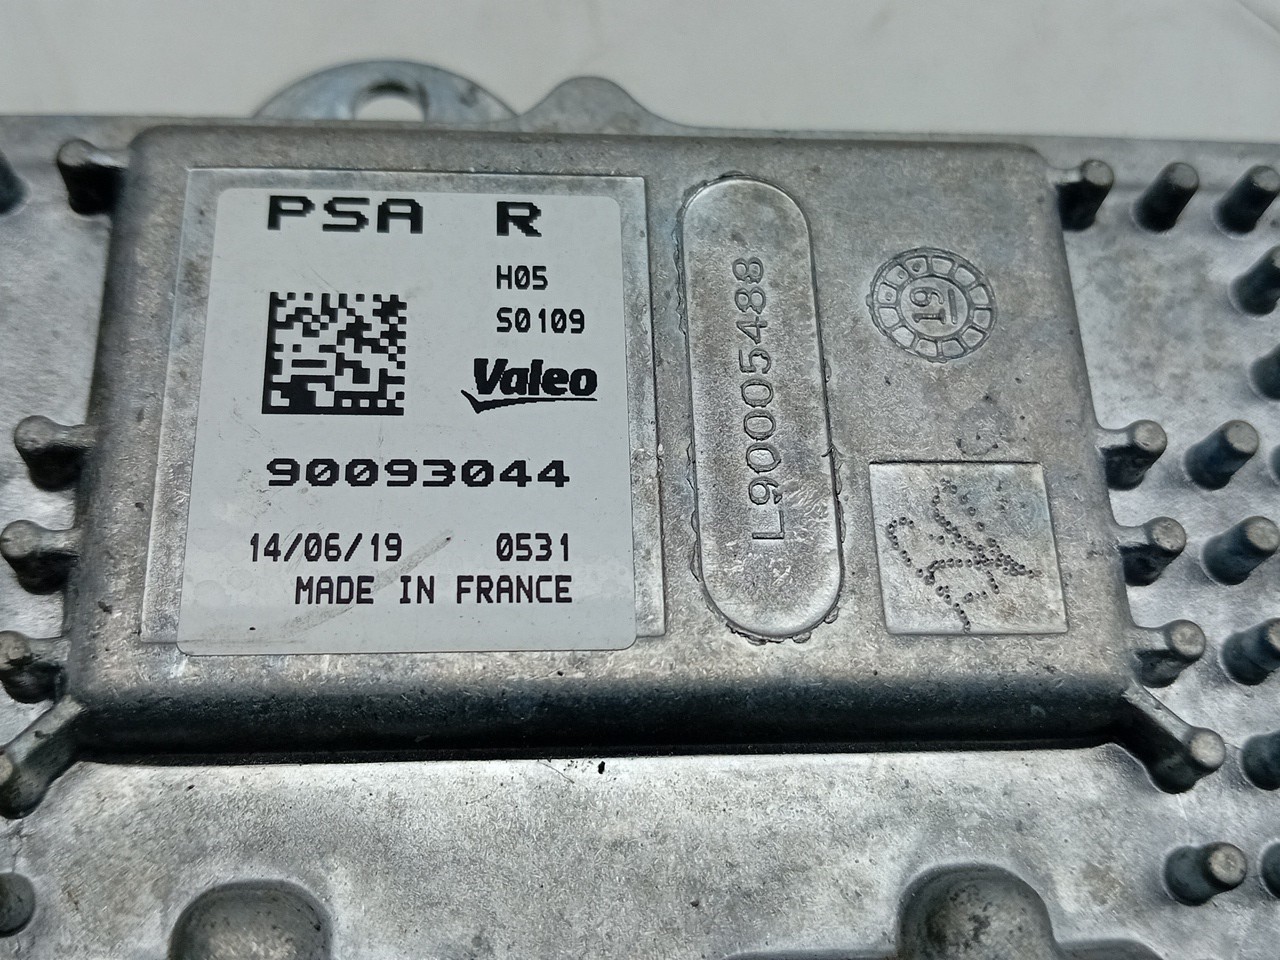 PSA R
H05
S0109
Valeo
90093044
14/06/19 0531
MADE IN FRANCE
L90005488
19